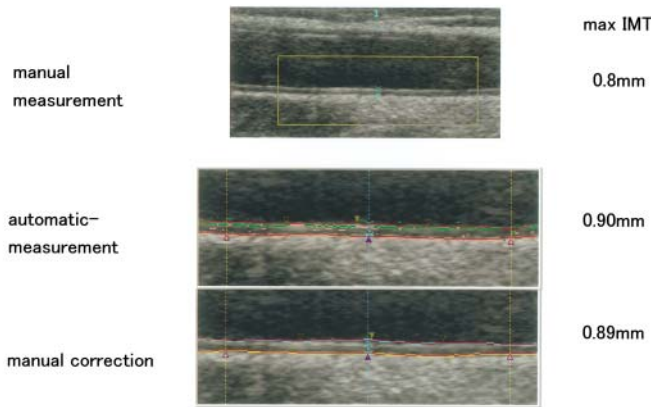 max IMT
manual
measurement
0.8mm
automatic-
measurement
0.90mm
manual correction
0.89mm